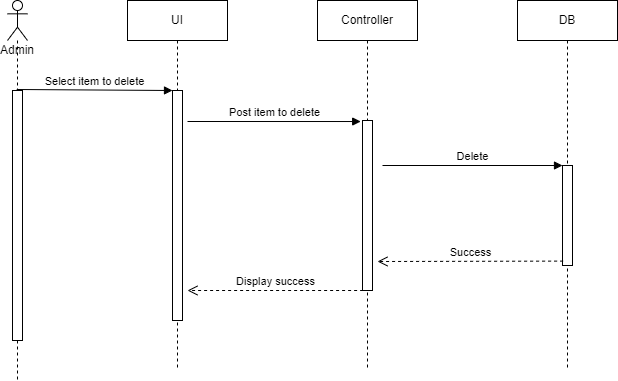 Admin
UI
Controller
DB
Select item to delete
Post item to delete
Delete
Success
Display success